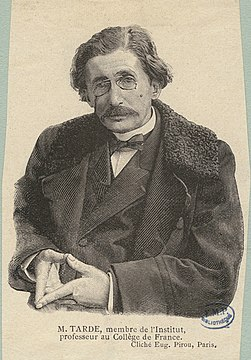 M. TARDE, membre de l'Institut,
professeur au Collège de France.
Cliché Eug. Pirou, Paris.